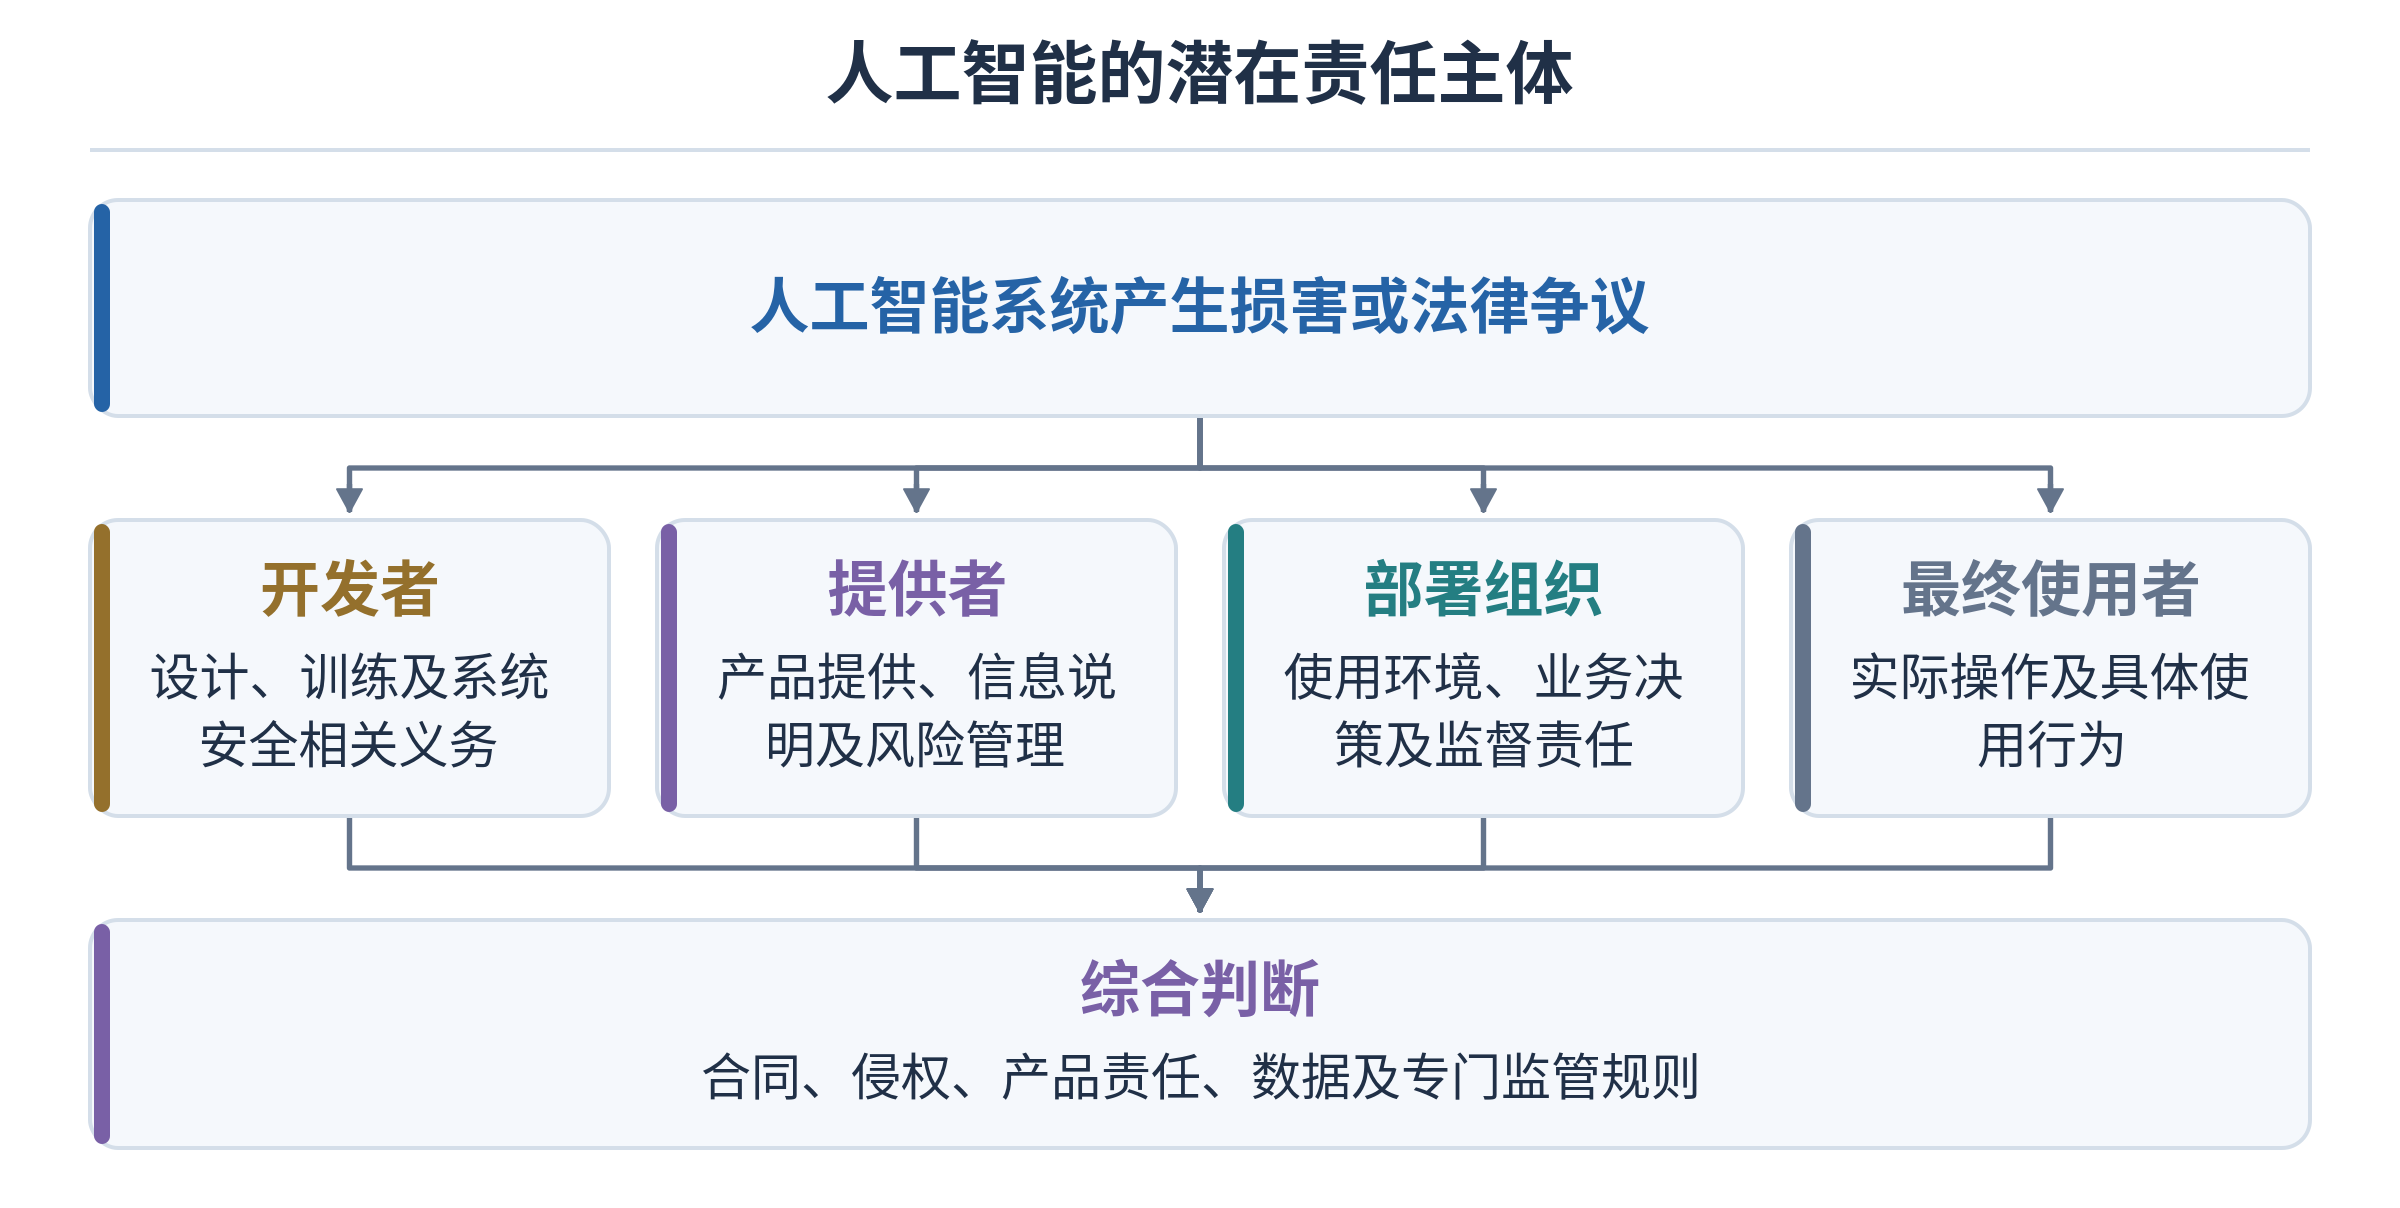 人工智能的潜在责任主体
人工智能系统产生损害或法律争议
开发者
设计、训练及系统
安全相关义务
提供者
产品提供、信息说
明及风险管理
部署组织
使用环境、业务决
策及监督责任
最终使用者
实际操作及具体使
用行为
综合判断
合同、侵权、产品责任、数据及专门监管规则